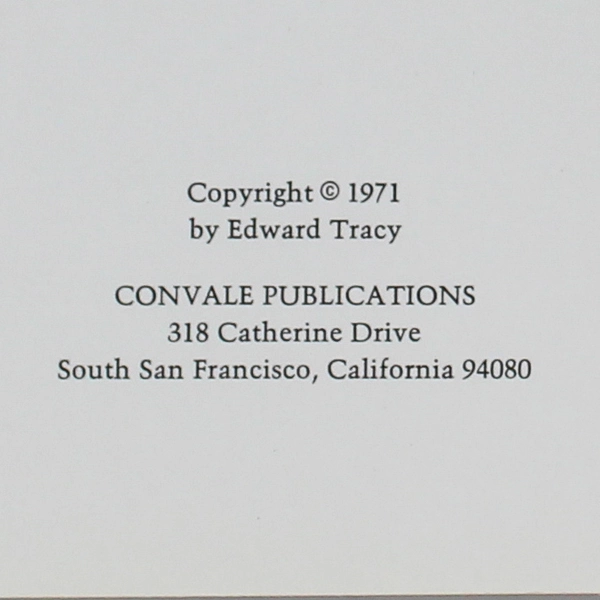 Copyright © 1971
by Edward Tracy
CONVALE PUBLICATIONS
318 Catherine Drive
South San Francisco, California 94080